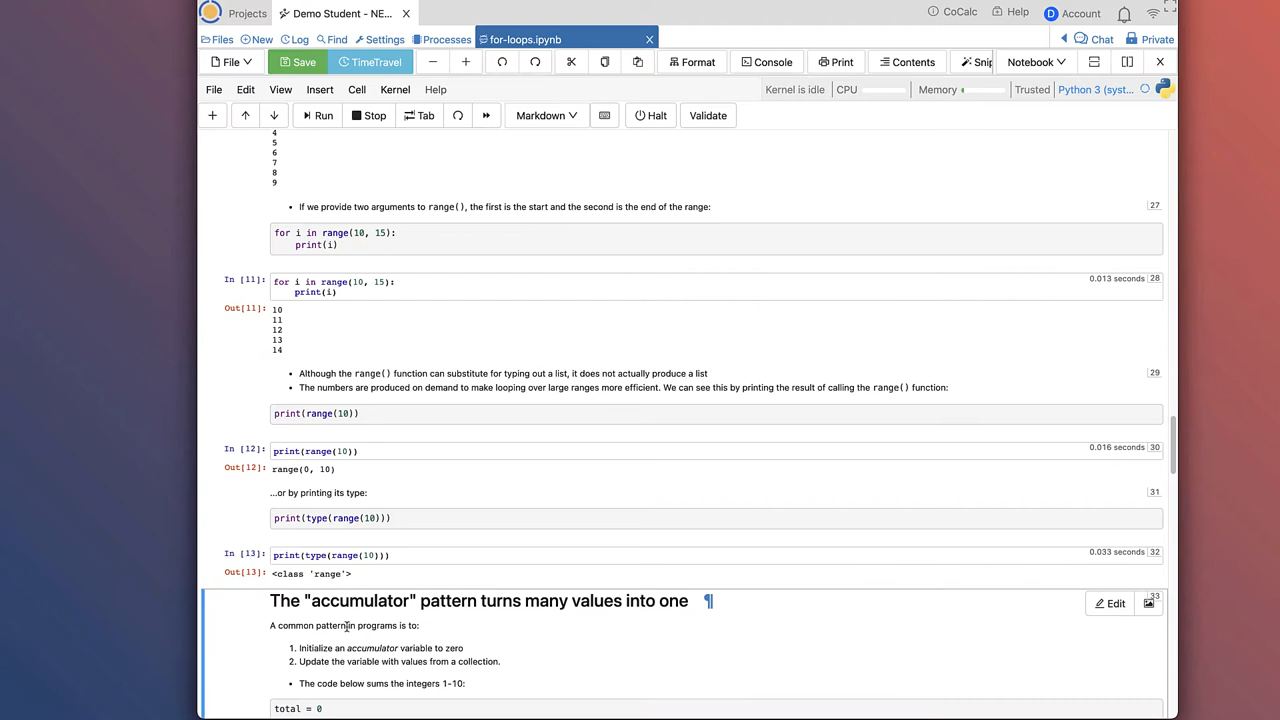 Projects
Demo Student - NE...
CoCalc
Help
Account
Files
New
Log
Find
Settings
Processes
for-loops.ipynb
Chat
Private
File
Save
TimeTravel
Format
Console
Print
Contents
Snip
Notebook
File
Edit
View
Insert
Cell
Kernel
Help
Kernel is idle
CPU
Memory
Trusted
Python 3 (syst...
Run
Stop
Tab
Markdown
Halt
Validate
4
5
6
7
8
9
• If we provide two arguments to range(), the first is the start and the second is the end of the range:
27
for i in range(10, 15):
print(i)
In [11]:
for i in range(10, 15):
print(i)
0.013 seconds
28
Out[11]:
10
11
12
13
14
• Although the range() function can substitute for typing out a list, it does not actually produce a list
29
• The numbers are produced on demand to make looping over large ranges more efficient. We can see this by printing the result of calling the range() function:
print(range(10))
In [12]:
print(range(10))
0.016 seconds
30
Out[12]:
range(0, 10)
...or by printing its type:
31
print(type(range(10)))
In [13]:
print(type(range(10)))
0.033 seconds
32
Out[13]:
<class 'range'>
The "accumulator" pattern turns many values into one ¶
33
Edit
A common pattern in programs is to:
1. Initialize an accumulator variable to zero
2. Update the variable with values from a collection.
• The code below sums the integers 1-10:
total = 0